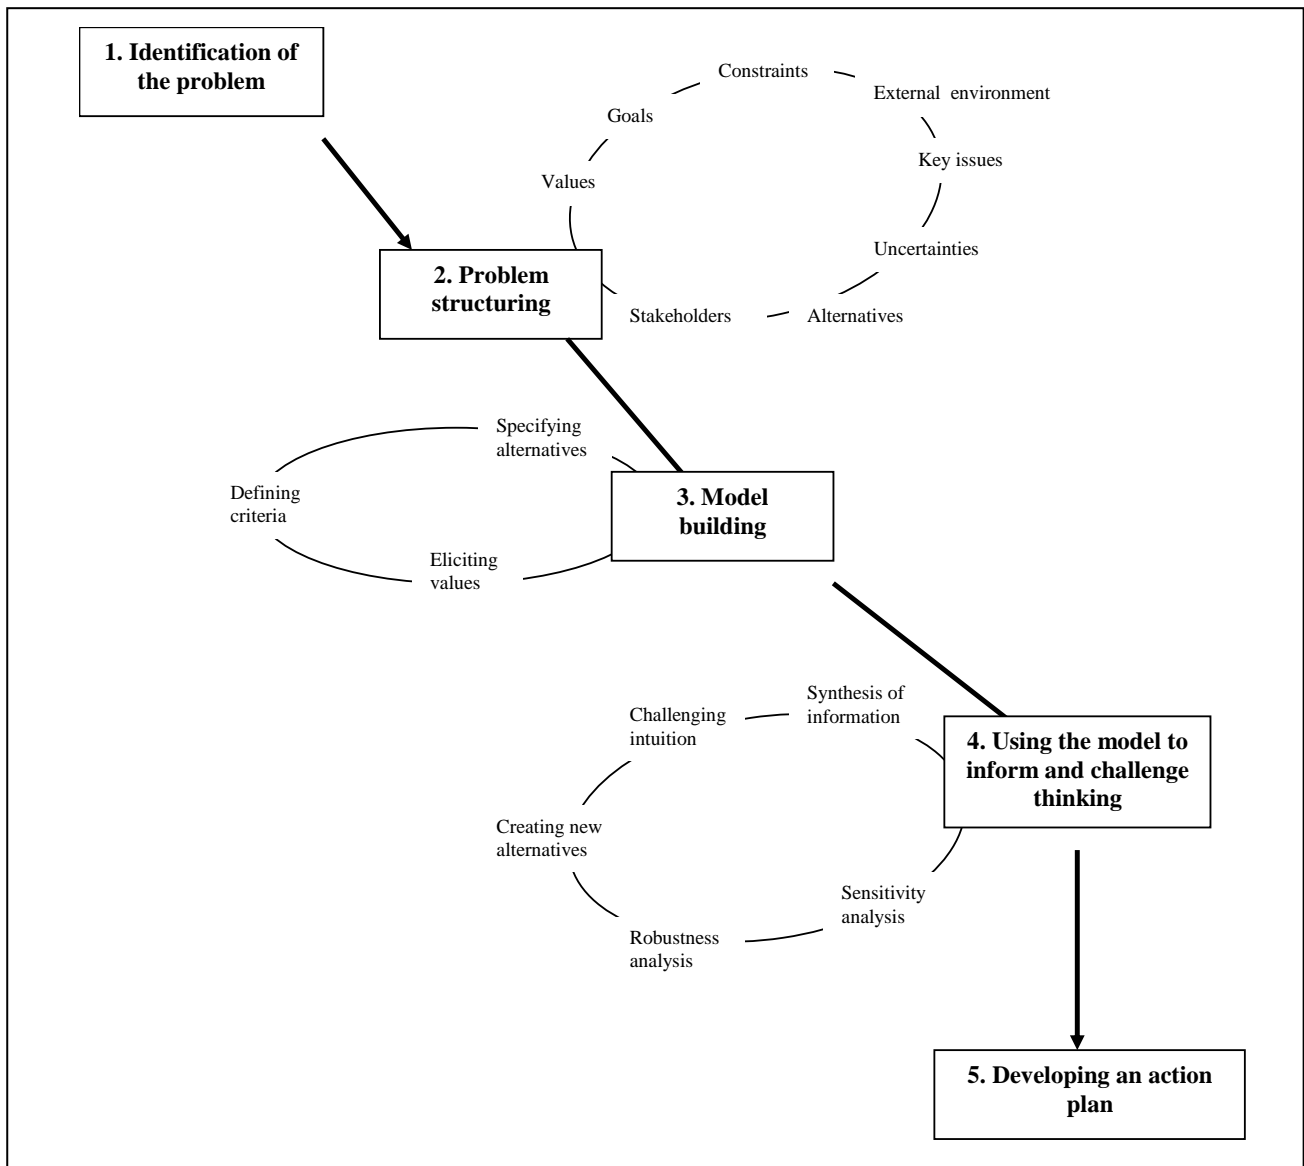 1. Identification of
the problem
Constraints
External environment
Goals
Key issues
Values
Uncertainties
2. Problem
structuring
Stakeholders
Alternatives
Specifying
alternatives
Defining
criteria
3. Model
building
Eliciting
values
Synthesis of
information
Challenging
intuition
4. Using the model to
inform and challenge
thinking
Creating new
alternatives
Sensitivity
analysis
Robustness
analysis
5. Developing an action
plan